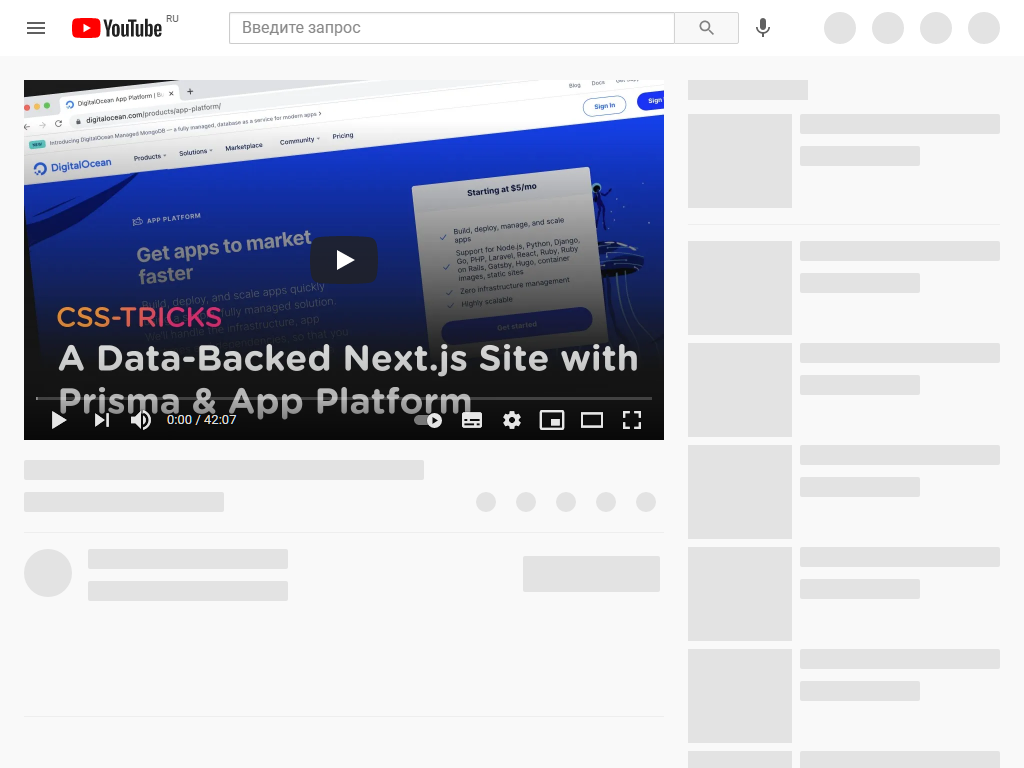 YouTube RU
Введите запрос
DigitalOcean App Platform |
digitalocean.com/products/app-platform/
Blog Docs
NEW Introducing DigitalOcean Managed MongoDB — a fully managed, database as a service for modern apps
Sign In Sign
DigitalOcean Products Solutions Marketplace Community Pricing
APP PLATFORM
Get apps to market
faster
Build, deploy, and scale apps quickly
fully managed solution.
the infrastructure, app
so that you
Starting at $5/mo
Build, deploy, manage, and scale
apps
Support for Node.js, Python, Django,
Go, PHP, Laravel, React, Ruby, Ruby
on Rails, Gatsby, Hugo, container
images, static sites
Zero infrastructure management
Highly scalable
Get started
CSS-TRICKS
A Data-Backed Next.js Site with
Prisma & App Platform
0:00 / 42:07